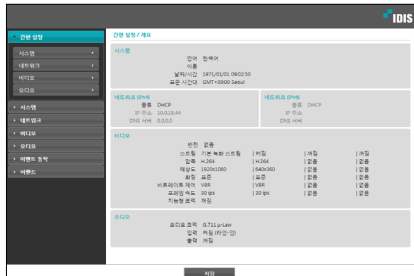 IDIS
간편 설정
시스템
네트워크
비디오
오디오
시스템
네트워크
비디오
오디오
이벤트 동작
이벤트
간편 설정 / 개요
시스템
언어 한국어
이름
날짜/시간 1971/01/01 09:02:50
표준 시간대 GMT+09:00 Seoul
네트워크 (IPv4)
종류 DHCP
IP 주소 10.0.18.44
DNS 서버 0.0.0.0
네트워크 (IPv6)
종류 DHCP
IP 주소
DNS 서버
비디오
반전 없음
스트림 기본 녹화 스트림 | 켜짐 | 꺼짐 | 꺼짐
압축 H.264 | H.264 | 없음 | 없음
해상도 1920x1080 | 640x360 | 없음 | 없음
화질 표준 | 표준 | 없음 | 없음
비트레이트 제어 VBR | VBR | 없음 | 없음
프레임 속도 30 ips | 30 ips | 없음 | 없음
지능형 코덱 꺼짐
오디오
오디오 코덱 G.711 μ-Law
입력 켜짐 (라인-인)
출력 꺼짐
저장